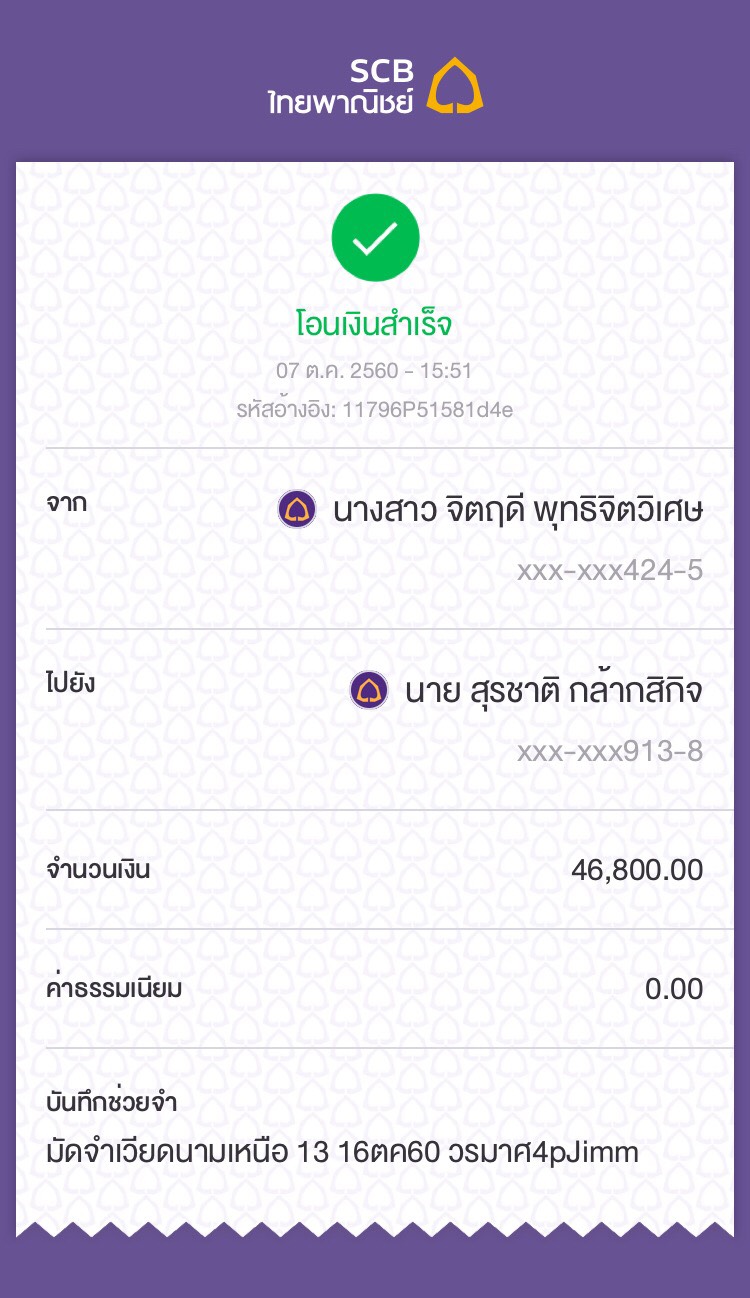 SCB
ไทยพาณิชย์
โอนเงินสำเร็จ
07 ต.ค. 2560 - 15:51
รหัสอ้างอิง: 11796P51581d4e
จาก
นางสาว จิตฤดี พุทธิจิตวิเศษ
xxx-xxx424-5
ไปยัง
นาย สุรชาติ กล้ากสิกิจ
xxx-xxx913-8
จำนวนเงิน 46,800.00
ค่าธรรมเนียม 0.00
บันทึกช่วยจำ
มัดจำเวียดนามเหนือ 13 16ตค60 วรมาศ4pJimm